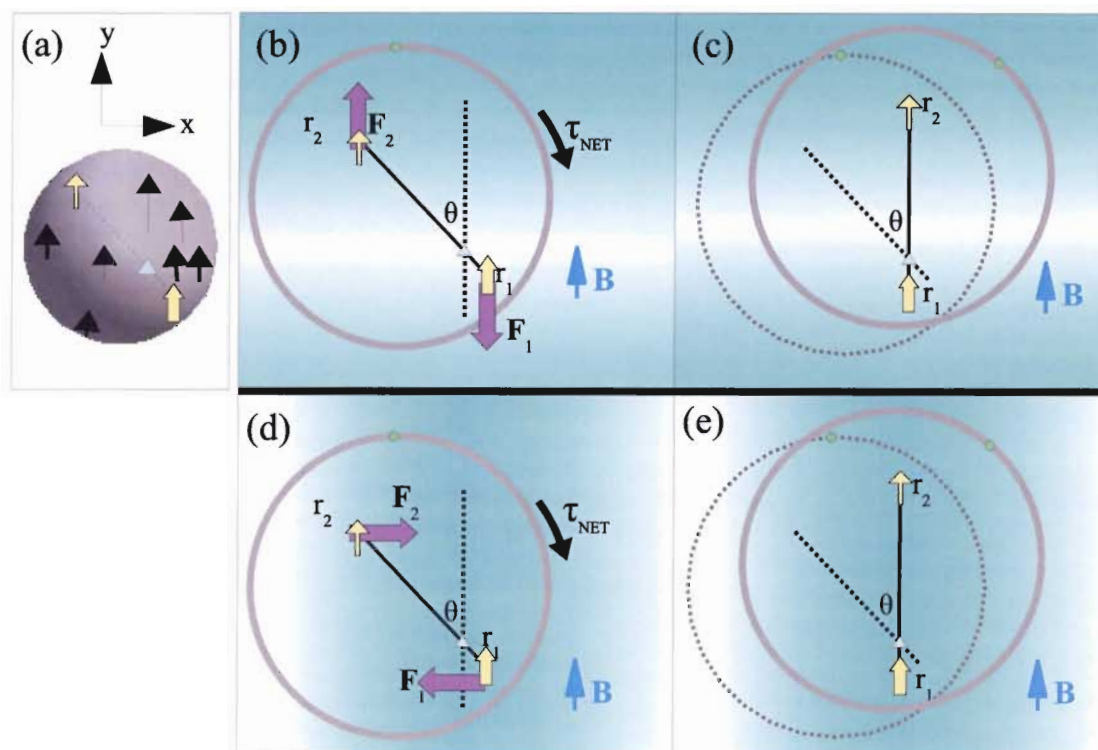 (a)
y
x
(b)
r2
F2
θ
τNET
r1
F1
B
(c)
r2
θ
r1
B
(d)
r2
F2
τNET
θ
r1
F1
B
(e)
r2
θ
r1
B